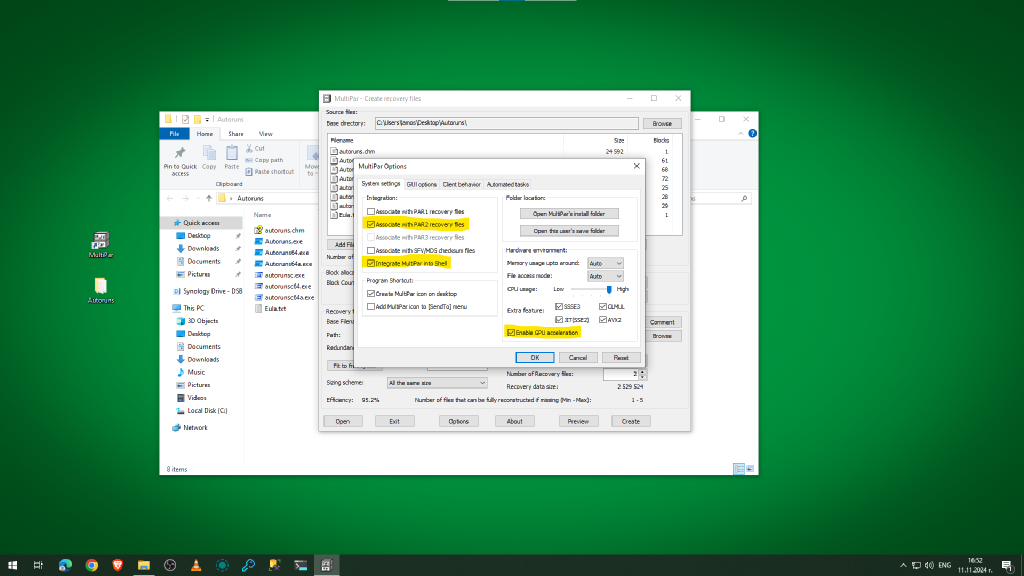 MultiPar
Autoruns
Autoruns
File
Home
Share
View
Pin to Quick access
Copy
Paste
Cut
Copy path
Paste shortcut
Move to
Clipboard
Autoruns
Quick access
Desktop
Downloads
Documents
Pictures
Synology Drive - DS8
This PC
3D Objects
Desktop
Documents
Downloads
Music
Pictures
Videos
Local Disk (C:)
Network
Name
autoruns.chm
Autoruns.exe
Autoruns64.exe
Autoruns64a.exe
autorunsc.exe
autorunsc64.exe
autorunsc64a.exe
Eula.txt
8 items
MultiPar - Create recovery files
Source files:
Base directory:
C:\Users\amos\Desktop\Autoruns\
Browse
Filename
Size
Blocks
autoruns.chm
24 592
1
61
68
72
25
28
29
1
Add File
Number of
Block alloc
Block Coun
Recovery f
Base Filena
Path:
Redundan
Comment
Browse
Sizing scheme:
All the same size
Number of Recovery files:
2
Recovery data size:
2 529 524
Efficiency:
95.2%
Number of files that can be fully reconstructed if missing (Min - Max):
1 - 5
Open
Exit
Options
About
Preview
Create
MultiPar Options
System settings
GUI options
Client behavior
Automated tasks
Integration:
Associate with PAR1 recovery files
Associate with PAR2 recovery files
Associate with PAR3 recovery files
Associate with SFV/MD5 checksum files
Integrate MultiPar into Shell
Program Shortcut:
Create MultiPar icon on desktop
Add MultiPar icon to [SendTo] menu
Folder location:
Open MultiPar's install folder
Open this user's save folder
Hardware environment:
Memory usage upto around:
Auto
File access mode:
Auto
CPU usage:
Low
High
Extra feature:
SSSE3
CLMUL
JIT(SSE2)
AVX2
Enable GPU acceleration
OK
Cancel
Reset
ENG
16:52
11.11.2024 г.
1